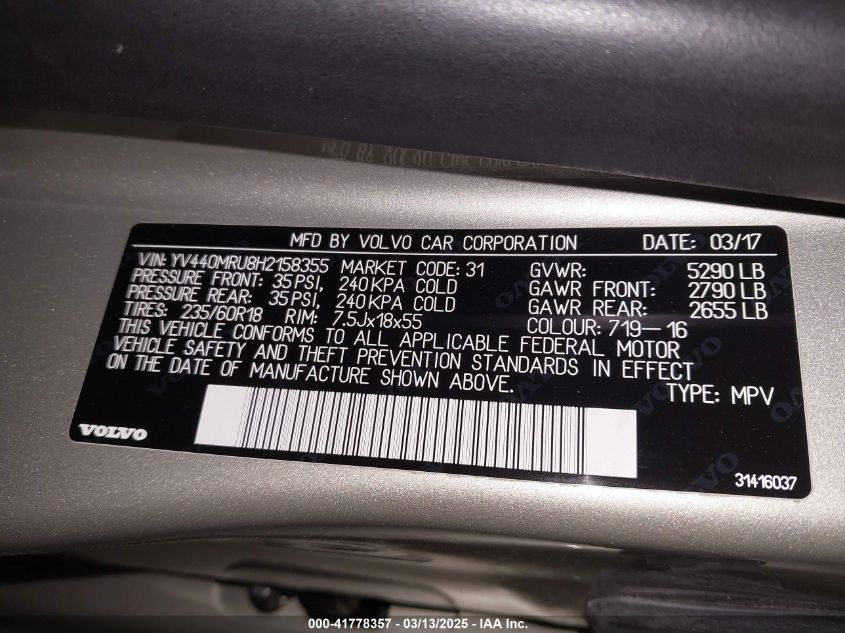 MFD BY VOLVO CAR CORPORATION DATE: 03/17
VIN: YV440MRU8H2158355 MARKET CODE: 31 GVWR: 5290 LB
PRESSURE FRONT: 35 PSI, 240 KPA COLD GAWR FRONT: 2790 LB
PRESSURE REAR: 35 PSI, 240 KPA COLD GAWR REAR: 2655 LB
TIRES: 235/60R18 RIM: 7.5Jx18x55 COLOUR: 719-16
THIS VEHICLE CONFORMS TO ALL APPLICABLE FEDERAL MOTOR
VEHICLE SAFETY AND THEFT PREVENTION STANDARDS IN EFFECT
ON THE DATE OF MANUFACTURE SHOWN ABOVE. TYPE: MPV
VOLVO
31416037
000-41778357 - 03/13/2025 - IAA Inc.